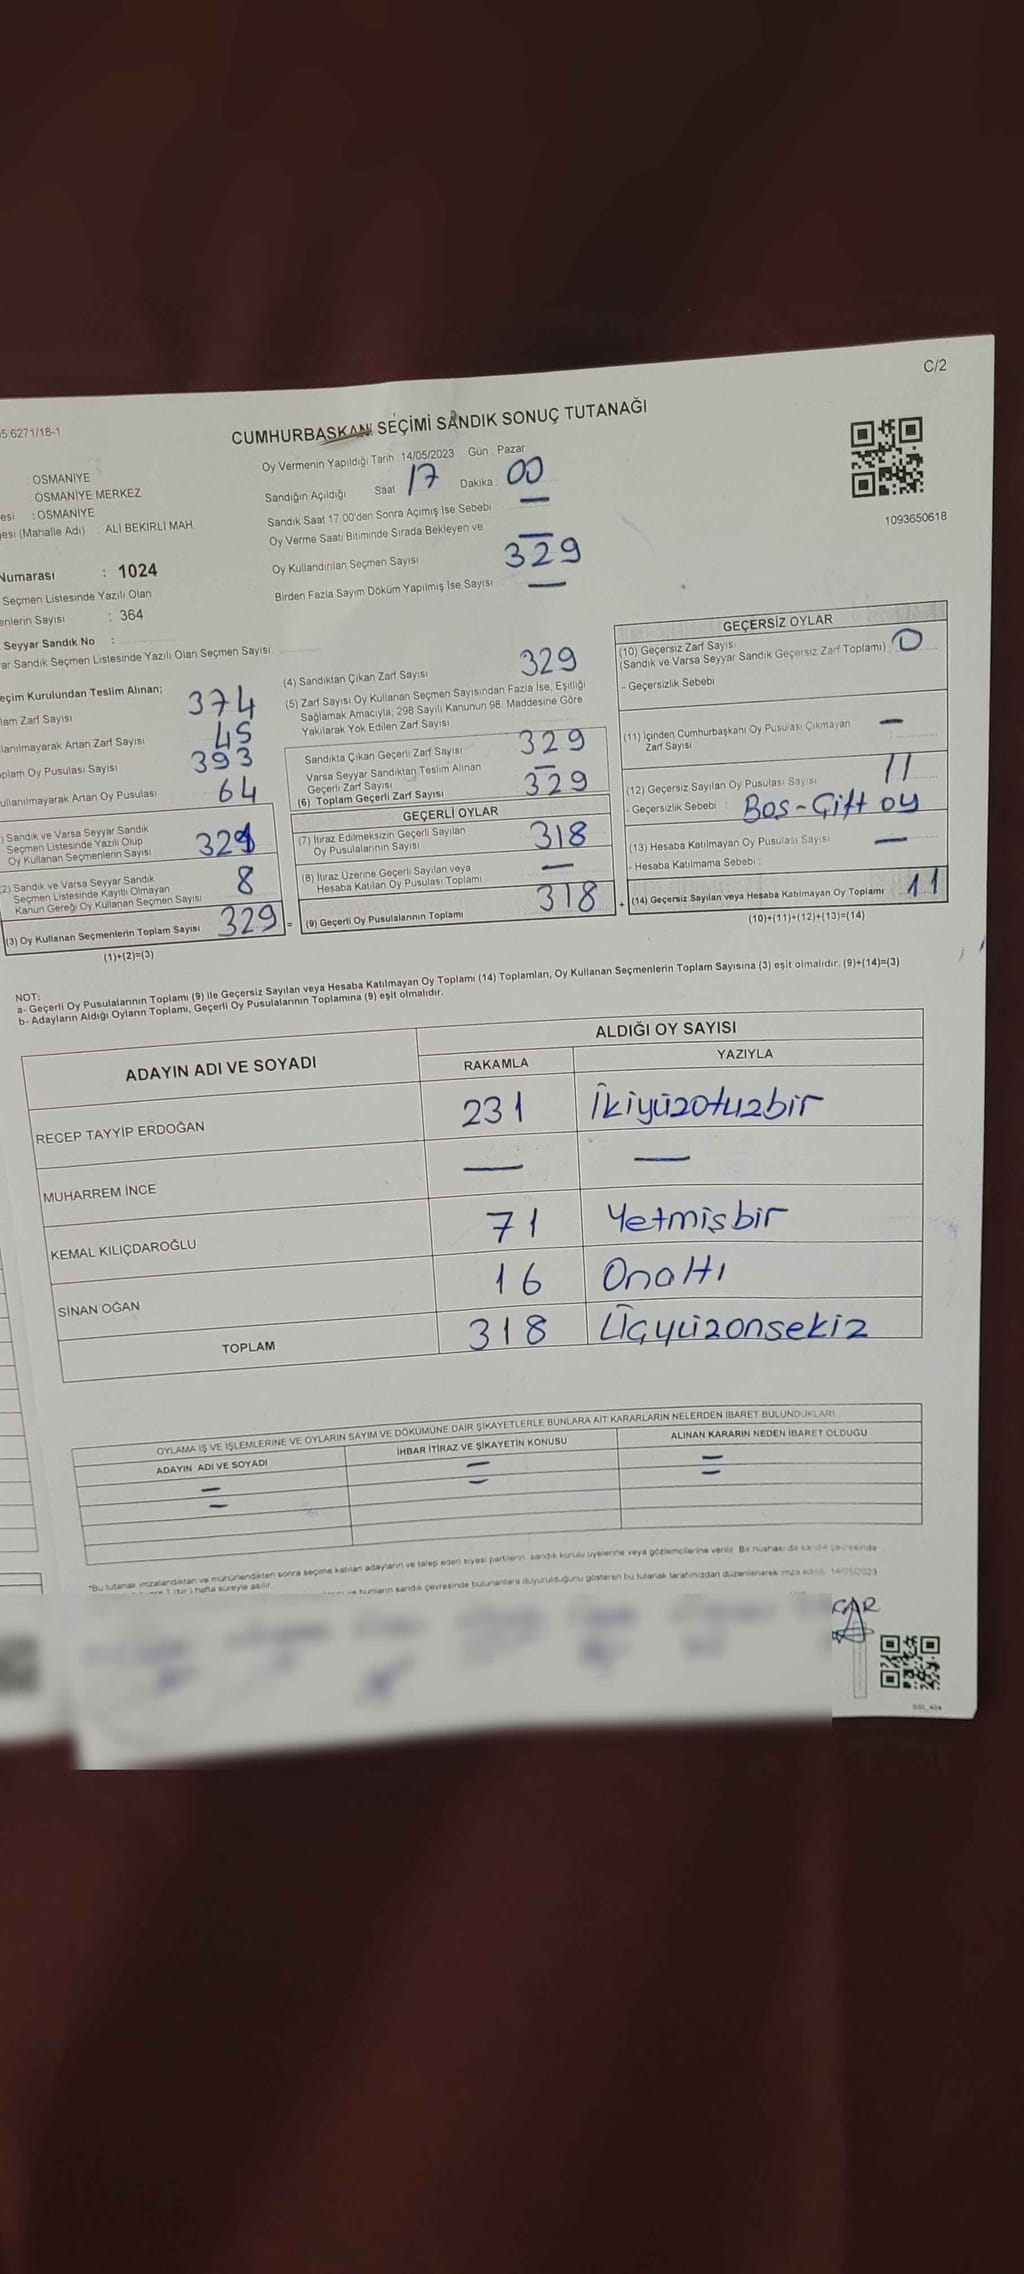 C/2
5 6271/18-1
CUMHURBAŞKANI SEÇİMİ SANDIK SONUÇ TUTANAĞI
OSMANİYE
OSMANİYE MERKEZ
esi : OSMANİYE
esi (Mahalle Adı) : ALİ BEKİRLİ MAH.
Numarası : 1024
Seçmen Listesinde Yazılı Olan
enlerin Sayısı : 364
Seyyar Sandık No :
ar Sandık Seçmen Listesinde Yazılı Olan Seçmen Sayısı:
Oy Vermenin Yapıldığı Tarih : 14/05/2023 Gün : Pazar
Sandığın Açıldığı Saat : 17 Dakika : 00
Sandık Saat 17:00'den Sonra Açımış İse Sebebi —
Oy Verme Saati Bitiminde Sırada Bekleyen ve
Oy Kullandırılan Seçmen Sayısı — 329
Birden Fazla Sayım Döküm Yapılmış İse Sayısı —
1093650618
eçim Kurulundan Teslim Alınan;
lam Zarf Sayısı 374
lanılmayarak Artan Zarf Sayısı 45
plam Oy Pusulası Sayısı 393
ullanılmayarak Artan Oy Pusulası 64
) Sandık ve Varsa Seyyar Sandık
Seçmen Listesinde Yazılı Olup
Oy Kullanan Seçmenlerin Sayısı
2) Sandık ve Varsa Seyyar Sandık
Seçmen Listesinde Kayıtlı Olmayan
Kanun Gereği Oy Kullanan Seçmen Sayısı 8
(3) Oy Kullanan Seçmenlerin Toplam Sayısı 329 =
(1)+(2)=(3)
(4) Sandıktan Çıkan Zarf Sayısı 329
(5) Zarf Sayısı Oy Kullanan Seçmen Sayısından Fazla İse, Eşitliği
Sağlamak Amacıyla, 298 Sayılı Kanunun 98. Maddesine Göre
Yakılarak Yok Edilen Zarf Sayısı
Sandıkta Çıkan Geçerli Zarf Sayısı 329
Varsa Seyyar Sandıktan Teslim Alınan
Geçerli Zarf Sayısı —
(6) Toplam Geçerli Zarf Sayısı 329
GEÇERLİ OYLAR
(7) İtiraz Edilmeksizin Geçerli Sayılan
Oy Pusulalarının Sayısı 318
(8) İtiraz Üzerine Geçerli Sayılan veya
Hesaba Katılan Oy Pusulası Toplamı —
(9) Geçerli Oy Pusulalarının Toplamı 318 +
GEÇERSİZ OYLAR
(10) Geçersiz Zarf Sayısı
(Sandık ve Varsa Seyyar Sandık Geçersiz Zarf Toplamı) : 0
- Geçersizlik Sebebi
(11) İçinden Cumhurbaşkanı Oy Pusulası Çıkmayan
Zarf Sayısı : —
(12) Geçersiz Sayılan Oy Pusulası Sayısı 11
- Geçersizlik Sebebi : Boş-Çift oy
(13) Hesaba Katılmayan Oy Pusulası Sayısı —
- Hesaba Katılmama Sebebi :
(14) Geçersiz Sayılan veya Hesaba Katılmayan Oy Toplamı 11
(10)+(11)+(12)+(13)=(14)
NOT:
a- Geçerli Oy Pusulalarının Toplamı (9) ile Geçersiz Sayılan veya Hesaba Katılmayan Oy Toplamı (14) Toplamları, Oy Kullanan Seçmenlerin Toplam Sayısına (3) eşit olmalıdır. (9)+(14)=(3)
b- Adayların Aldığı Oyların Toplamı, Geçerli Oy Pusulalarının Toplamına (9) eşit olmalıdır.
ADAYIN ADI VE SOYADI ALDIĞI OY SAYISI
RAKAMLA YAZIYLA
RECEP TAYYİP ERDOĞAN 231 İkiyüzotuzbir
MUHARREM İNCE — —
KEMAL KILIÇDAROĞLU 71 Yetmişbir
SİNAN OĞAN 16 Onaltı
TOPLAM 318 Üçyüzonsekiz
OYLAMA İŞ VE İŞLEMLERİNE VE OYLARIN SAYIM VE DÖKÜMÜNE DAİR ŞİKAYETLERLE BUNLARA AİT KARARLARIN NELERDEN İBARET BULUNDUKLARI
ADAYIN ADI VE SOYADI İHBAR İTİRAZ VE ŞİKAYETİN KONUSU ALINAN KARARIN NEDEN İBARET OLDUĞU
*Bu tutanak imzalandıktan ve mühürlendikten sonra seçime katılan adayların ve talep eden siyasi partilerin sandık kurulu üyelerine veya gözlemcilerine verilir. Bir nüshası da sandık çevresinde
1 (bir) hafta süreyle asılır.
bunların sandık çevresinde bulunanlara duyurulduğunu gösteren bu tutanak tarafımızdan düzenlenerek imza edildi. 14/05/2023